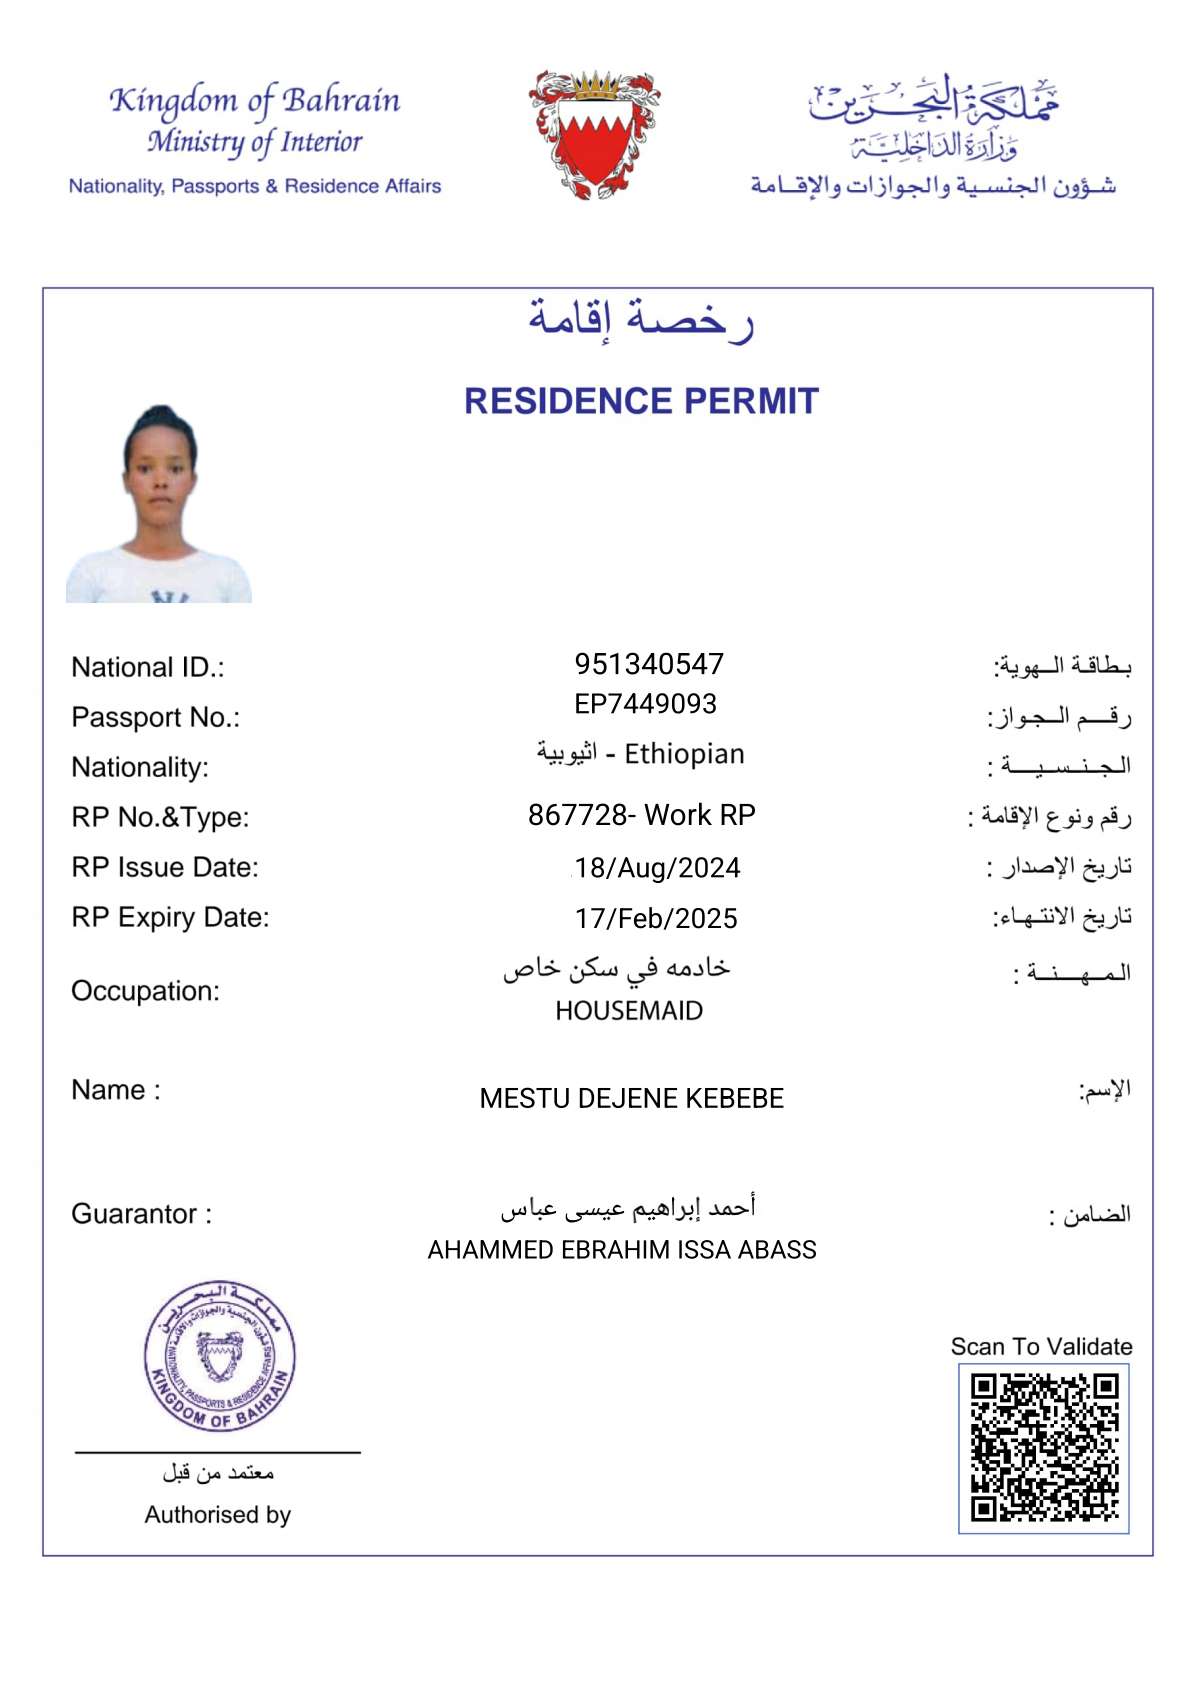 Kingdom of Bahrain
Ministry of Interior
Nationality, Passports & Residence Affairs
مملكة البحرين
وزارة الداخلية
شؤون الجنسية والجوازات والإقامة
رخصة إقامة
RESIDENCE PERMIT
National ID.: 951340547 بطاقة الهوية:
Passport No.: EP7449093 رقم الجواز:
Nationality: اثيوبية - Ethiopian الجنسية :
RP No.&Type: 867728- Work RP رقم ونوع الإقامة :
RP Issue Date: 18/Aug/2024 تاريخ الإصدار :
RP Expiry Date: 17/Feb/2025 تاريخ الانتهاء:
خادمه في سكن خاص المهنة :
Occupation:
HOUSEMAID
Name : MESTU DEJENE KEBEBE الإسم:
Guarantor : أحمد إبراهيم عيسى عباس الضامن :
AHAMMED EBRAHIM ISSA ABASS
مملكة البحرين
شؤون الجنسية والجوازات والإقامة
NATIONALITY, PASSPORTS & RESIDENCE AFFAIRS
KINGDOM OF BAHRAIN
Scan To Validate
معتمد من قبل
Authorised by